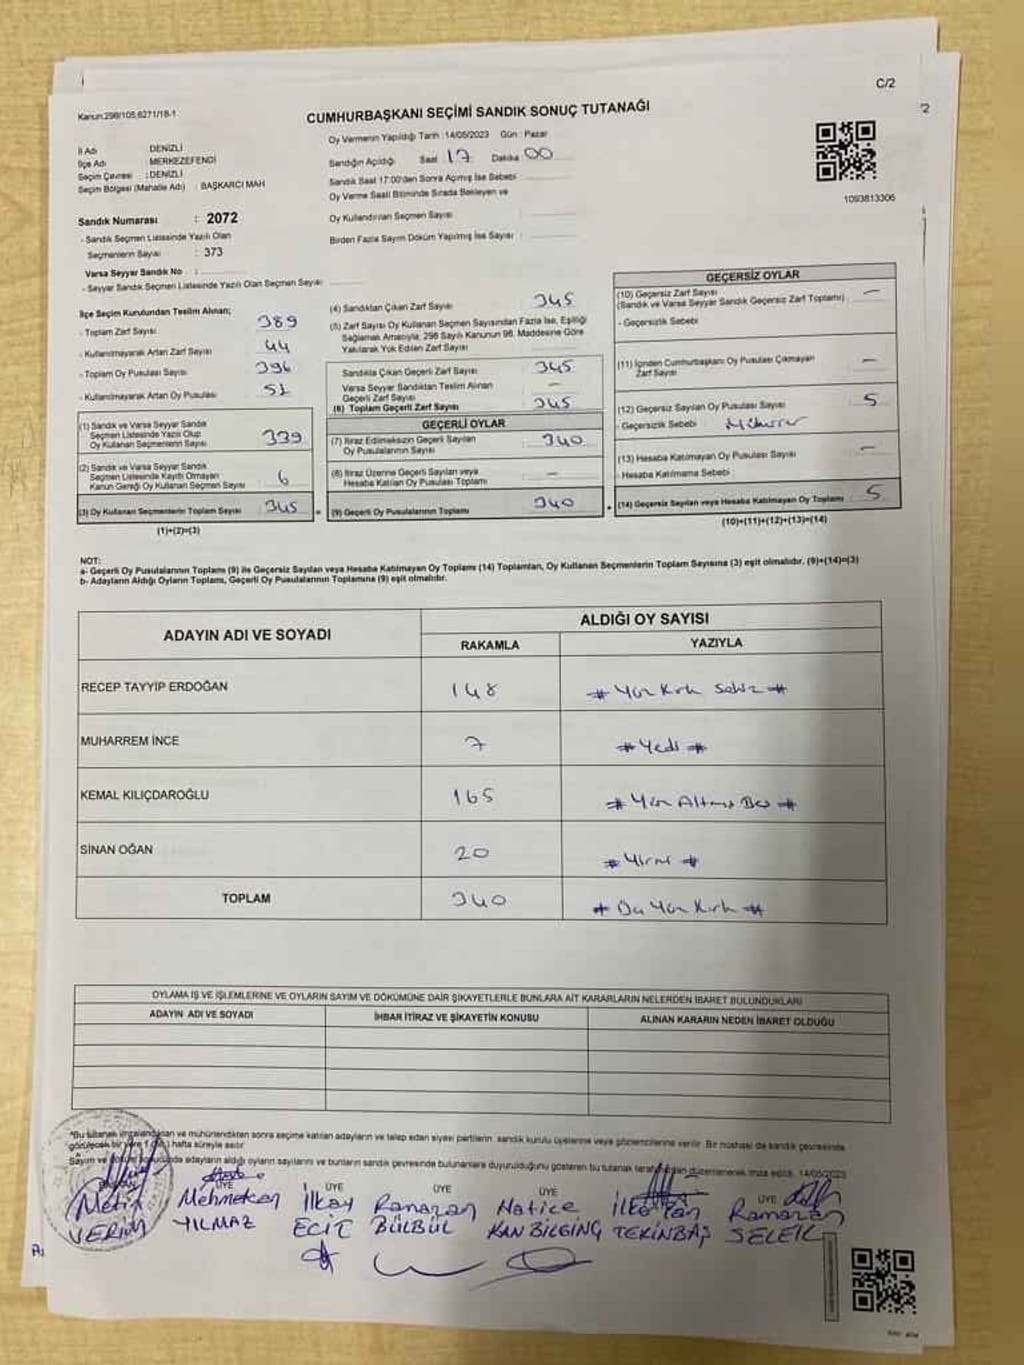 C/2
Kanun:298/105,6271/18-1
CUMHURBAŞKANI SEÇİMİ SANDIK SONUÇ TUTANAĞI
Oy Vermenin Yapıldığı Tarih :14/05/2023 Gün : Pazar
İl Adı : DENİZLİ
İlçe Adı : MERKEZEFENDİ
Seçim Çevresi : DENİZLİ
Seçim Bölgesi (Mahalle Adı) : BAŞKARCI MAH
Sandığın Açıldığı Saat 17 Dakika 00
Sandık Saat 17:00'den Sonra Açılmış İse Sebebi
Oy Verme Saati Bitiminde Sırada Bekleyen ve
Oy Kullandırılan Seçmen Sayısı :
Birden Fazla Sayım Döküm Yapılmış İse Sayısı :
1093813306
Sandık Numarası : 2072
- Sandık Seçmen Listesinde Yazılı Olan
Seçmenlerin Sayısı : 373
Varsa Seyyar Sandık No :
- Seyyar Sandık Seçmen Listesinde Yazılı Olan Seçmen Sayısı
İlçe Seçim Kurulundan Teslim Alınan;
- Toplam Zarf Sayısı 389
- Kullanılmayarak Artan Zarf Sayısı 44
- Toplam Oy Pusulası Sayısı 396
- Kullanılmayarak Artan Oy Pusulası 51
(1) Sandık ve Varsa Seyyar Sandık
Seçmen Listesinde Yazılı Olup
Oy Kullanan Seçmenlerin Sayısı 339
(2) Sandık ve Varsa Seyyar Sandık
Seçmen Listesinde Kayıtlı Olmayan
Kanun Gereği Oy Kullanan Seçmen Sayısı 6
(3) Oy Kullanan Seçmenlerin Toplam Sayısı 345
(1)+(2)=(3)
(4) Sandıktan Çıkan Zarf Sayısı 345
(5) Zarf Sayısı Oy Kullanan Seçmen Sayısından Fazla İse, Eşitliği
Sağlamak Amacıyla, 298 Sayılı Kanunun 98. Maddesine Göre
Yakılarak Yok Edilen Zarf Sayısı
Sandıkta Çıkan Geçerli Zarf Sayısı 345
Varsa Seyyar Sandıktan Teslim Alınan
Geçerli Zarf Sayısı —
(6) Toplam Geçerli Zarf Sayısı 345
GEÇERLİ OYLAR
(7) İtiraz Edilmeksizin Geçerli Sayılan
Oy Pusulalarının Sayısı 340
(8) İtiraz Üzerine Geçerli Sayılan veya
Hesaba Katılan Oy Pusulası Toplamı —
(9) Geçerli Oy Pusulalarının Toplamı 340
GEÇERSİZ OYLAR
(10) Geçersiz Zarf Sayısı —
(Sandık ve Varsa Seyyar Sandık Geçersiz Zarf Toplamı)
- Geçersizlik Sebebi
(11) İçinden Cumhurbaşkanı Oy Pusulası Çıkmayan
Zarf Sayısı —
(12) Geçersiz Sayılan Oy Pusulası Sayısı 5
- Geçersizlik Sebebi
(13) Hesaba Katılmayan Oy Pusulası Sayısı —
- Hesaba Katılmama Sebebi
(14) Geçersiz Sayılan veya Hesaba Katılmayan Oy Toplamı 5
(10)+(11)+(12)+(13)=(14)
NOT:
a- Geçerli Oy Pusulalarının Toplamı (9) ile Geçersiz Sayılan veya Hesaba Katılmayan Oy Toplamı (14) Toplamları, Oy Kullanan Seçmenlerin Toplam Sayısına (3) eşit olmalıdır. (9)+(14)=(3)
b- Adayların Aldığı Oyların Toplamı, Geçerli Oy Pusulalarının Toplamına (9) eşit olmalıdır.
ADAYIN ADI VE SOYADI
ALDIĞI OY SAYISI
RAKAMLA YAZIYLA
RECEP TAYYİP ERDOĞAN 148 # Yüz Kırk Sekiz #
MUHARREM İNCE 7 # Yedi #
KEMAL KILIÇDAROĞLU 165 # Yüz Altmış Beş #
SİNAN OĞAN 20 # Yirmi #
TOPLAM 340 # Üç Yüz Kırk #
OYLAMA İŞ VE İŞLEMLERİNE VE OYLARIN SAYIM VE DÖKÜMÜNE DAİR ŞİKAYETLERLE BUNLARA AİT KARARLARIN NELERDEN İBARET BULUNDUKLARI
ADAYIN ADI VE SOYADI İHBAR İTİRAZ VE ŞİKAYETİN KONUSU ALINAN KARARIN NEDEN İBARET OLDUĞU
*Bu tutanak imzalandıktan ve mühürlendikten sonra seçime katılan adayların ve talep eden siyasi partilerin sandık kurulu üyelerine veya gözlemcilerine verilir. Bir nüshası da sandık çevresinde
görülecek bir yere 1 (bir) hafta süreyle asılır.
Sayım ve döküm sonucunda adayların aldığı oyların sayılarını ve bunların sandık çevresinde bulunanlara duyurulduğunu gösteren bu tutanak tarafımızdan düzenlenerek imza edildi. 14/05/2023
ÜYE ÜYE ÜYE ÜYE ÜYE
Metin Mehmet Can İlkay Ramazan Hatice İlke Ramazan
YILMAZ ECİT BÜLBÜL KAN BİLGİNÇ TEKİNBAŞ